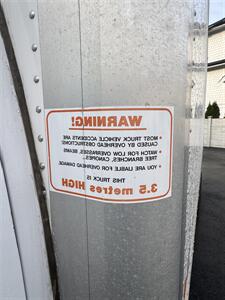 WARNING!
• MOST TRUCK VEHICLE ACCIDENTS ARE
CAUSED BY OVERHEAD OBSTRUCTIONS!
• WATCH FOR LOW OVERPASSES, BEAMS
TREE BRANCHES, CANOPIES,
• YOU ARE LIABLE FOR OVERHEAD DAMAGE
THIS TRUCK IS
3.5 metres HIGH